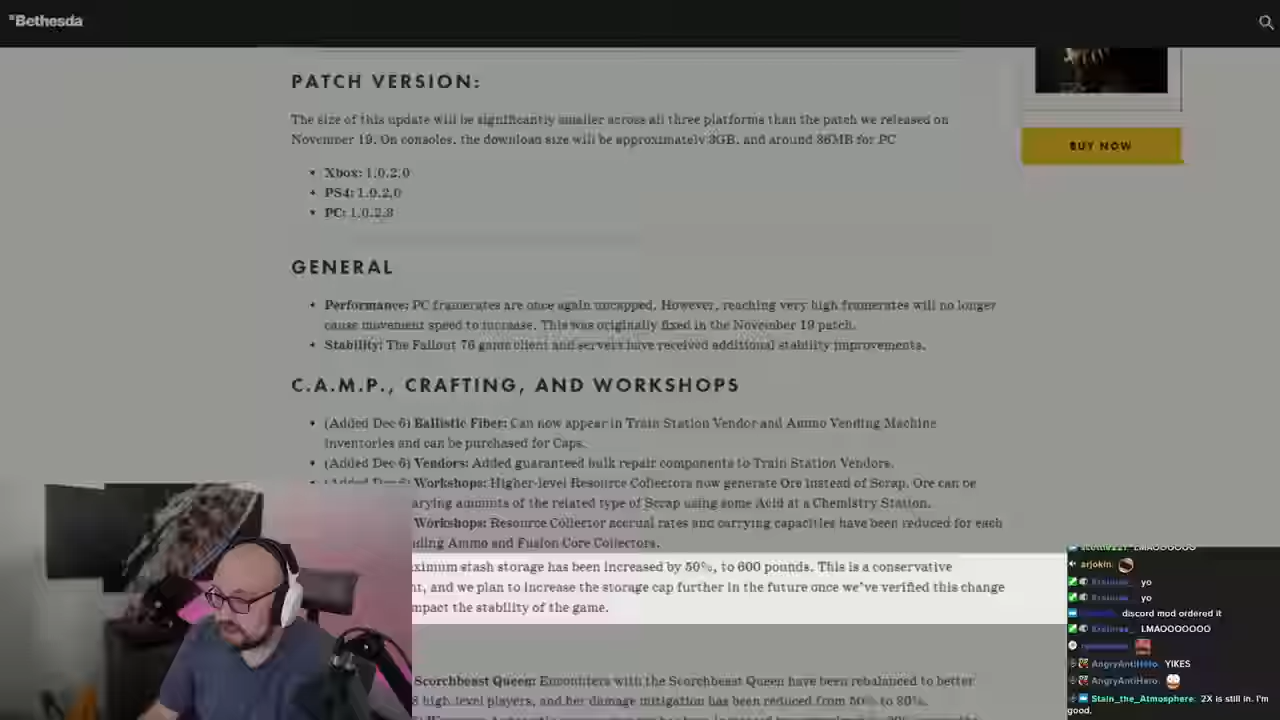 Bethesda
PATCH VERSION:
The size of this update will be significantly smaller across all three platforms than the patch we released on
November 19. On consoles, the download size will be approximately 3GB, and around 86MB for PC
• Xbox: 1.0.2.0
• PS4: 1.0.2.0
• PC: 1.0.2.8
BUY NOW
GENERAL
• Performance: PC framerates are once again uncapped. However, reaching very high framerates will no longer
cause movement speed to increase. This was originally fixed in the November 19 patch.
• Stability: The Fallout 76 game client and servers have received additional stability improvements.
C.A.M.P., CRAFTING, AND WORKSHOPS
• (Added Dec 6) Ballistic Fiber: Can now appear in Train Station Vendor and Ammo Vending Machine
inventories and can be purchased for Caps.
• (Added Dec 6) Vendors: Added guaranteed bulk repair components to Train Station Vendors.
• (Added Dec 6) Workshops: Higher-level Resource Collectors now generate Ore instead of Scrap. Ore can be
arying amounts of the related type of Scrap using some Acid at a Chemistry Station.
Workshops: Resource Collector accrual rates and carrying capacities have been reduced for each
ding Ammo and Fusion Core Collectors.
ximum stash storage has been increased by 50%, to 600 pounds. This is a conservative
nt, and we plan to increase the storage cap further in the future once we've verified this change
mpact the stability of the game.
Scorchbeast Queen: Encounters with the Scorchbeast Queen have been rebalanced to better
8 high-level players, and her damage mitigation has been reduced from
LMAOOOOO
arjokin:
yo
yo
discord mod ordered it
LMAOOOOOOO
AngryAntiHero: YIKES
AngryAntiHero:
Stain_the_Atmosphere: 2X is still in. I'm
good.